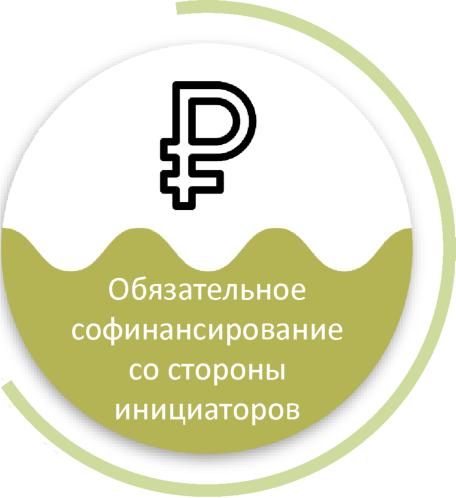 Обязательное
софинансирование
со стороны
инициаторов